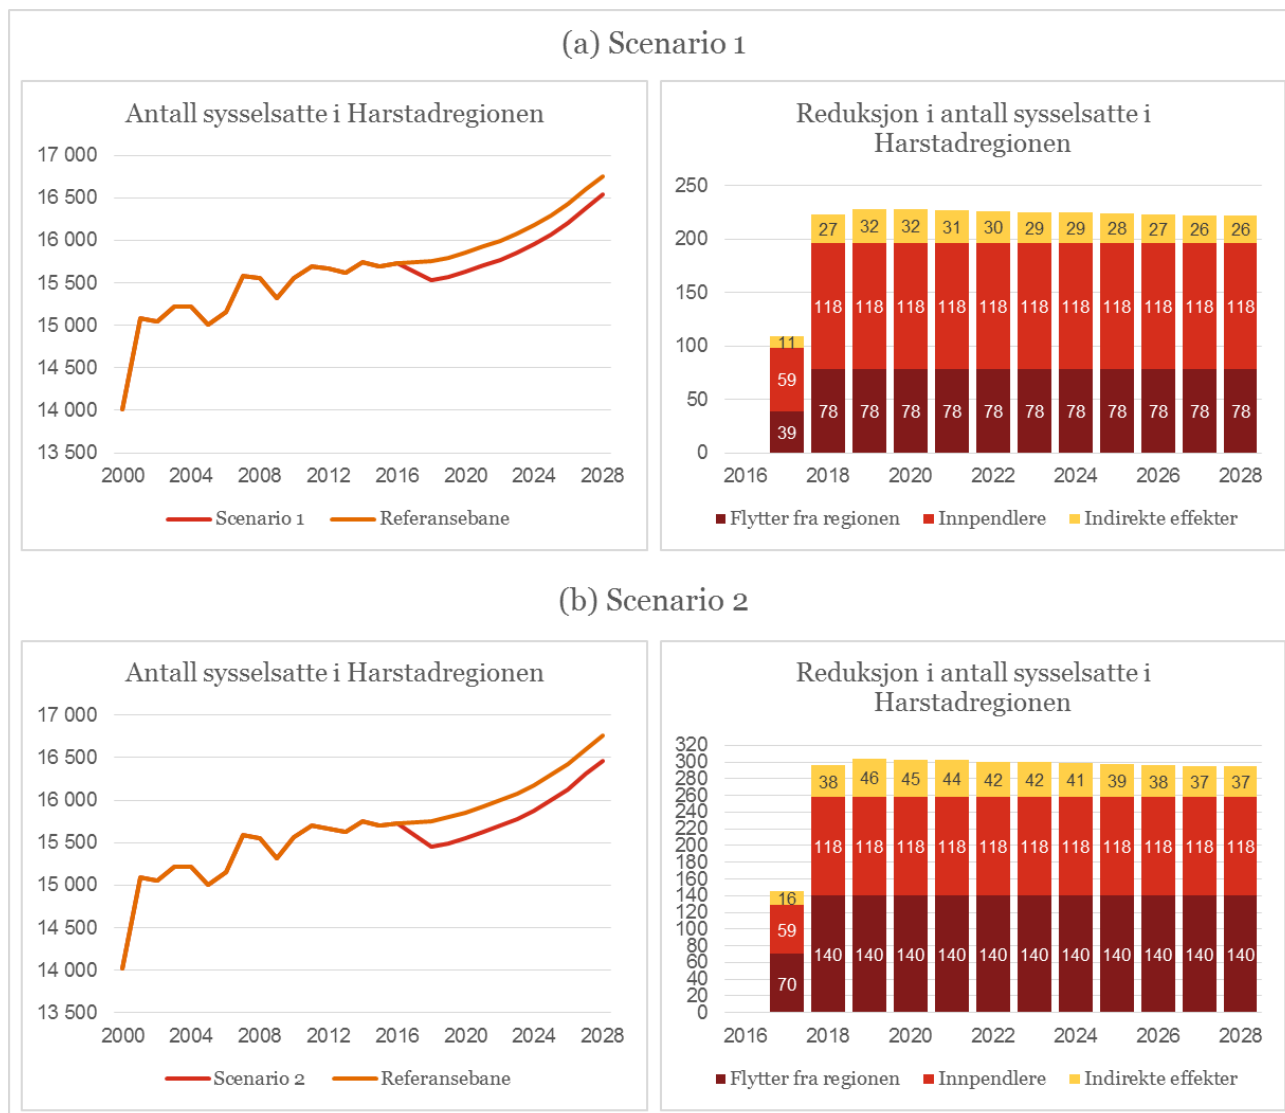 (a) Scenario 1
Antall sysselsatte i Harstadregionen
17 000
16 500
16 000
15 500
15 000
14 500
14 000
13 500
2000 2004 2008 2012 2016 2020 2024 2028
Scenario 1 Referansebane
Reduksjon i antall sysselsatte i
Harstadregionen
250
200
150
100
50
0
11 27 32 32 31 30 29 29 28 27 26 26
59 118 118 118 118 118 118 118 118 118 118 118
39 78 78 78 78 78 78 78 78 78 78 78
2016 2018 2020 2022 2024 2026 2028
Flytter fra regionen Innpendlere Indirekte effekter
(b) Scenario 2
Antall sysselsatte i Harstadregionen
17 000
16 500
16 000
15 500
15 000
14 500
14 000
13 500
2000 2004 2008 2012 2016 2020 2024 2028
Scenario 2 Referansebane
Reduksjon i antall sysselsatte i
Harstadregionen
320
300
280
260
240
220
200
180
160
140
120
100
80
60
40
20
0
16 38 46 45 44 42 42 41 39 38 37 37
59 118 118 118 118 118 118 118 118 118 118 118
70 140 140 140 140 140 140 140 140 140 140 140
2016 2018 2020 2022 2024 2026 2028
Flytter fra regionen Innpendlere Indirekte effekter